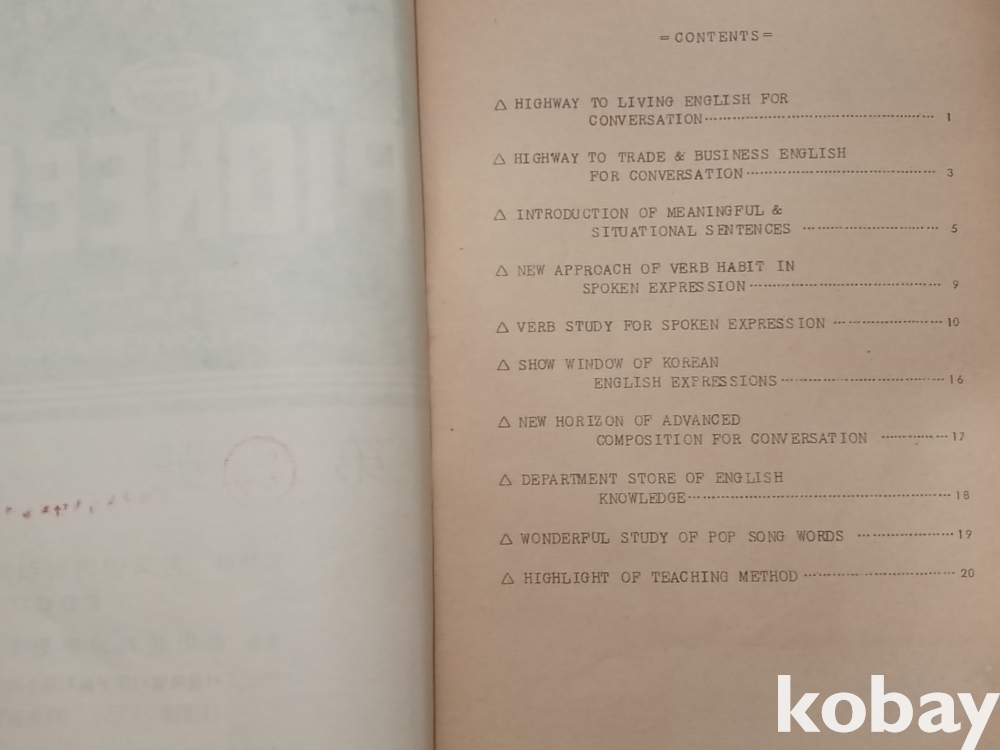 =CONTENTS=
△ HIGHWAY TO LIVING ENGLISH FOR
CONVERSATION 1
△ HIGHWAY TO TRADE & BUSINESS ENGLISH
FOR CONVERSATION 3
△ INTRODUCTION OF MEANINGFUL &
SITUATIONAL SENTENCES 5
△ NEW APPROACH OF VERB HABIT IN
SPOKEN EXPRESSION 9
△ VERB STUDY FOR SPOKEN EXPRESSION 10
△ SHOW WINDOW OF KOREAN
ENGLISH EXPRESSIONS 16
△ NEW HORIZON OF ADVANCED
COMPOSITION FOR CONVERSATION 17
△ DEPARTMENT STORE OF ENGLISH
KNOWLEDGE 18
△ WONDERFUL STUDY OF POP SONG WORDS 19
△ HIGHLIGHT OF TEACHING METHOD 20
kobay